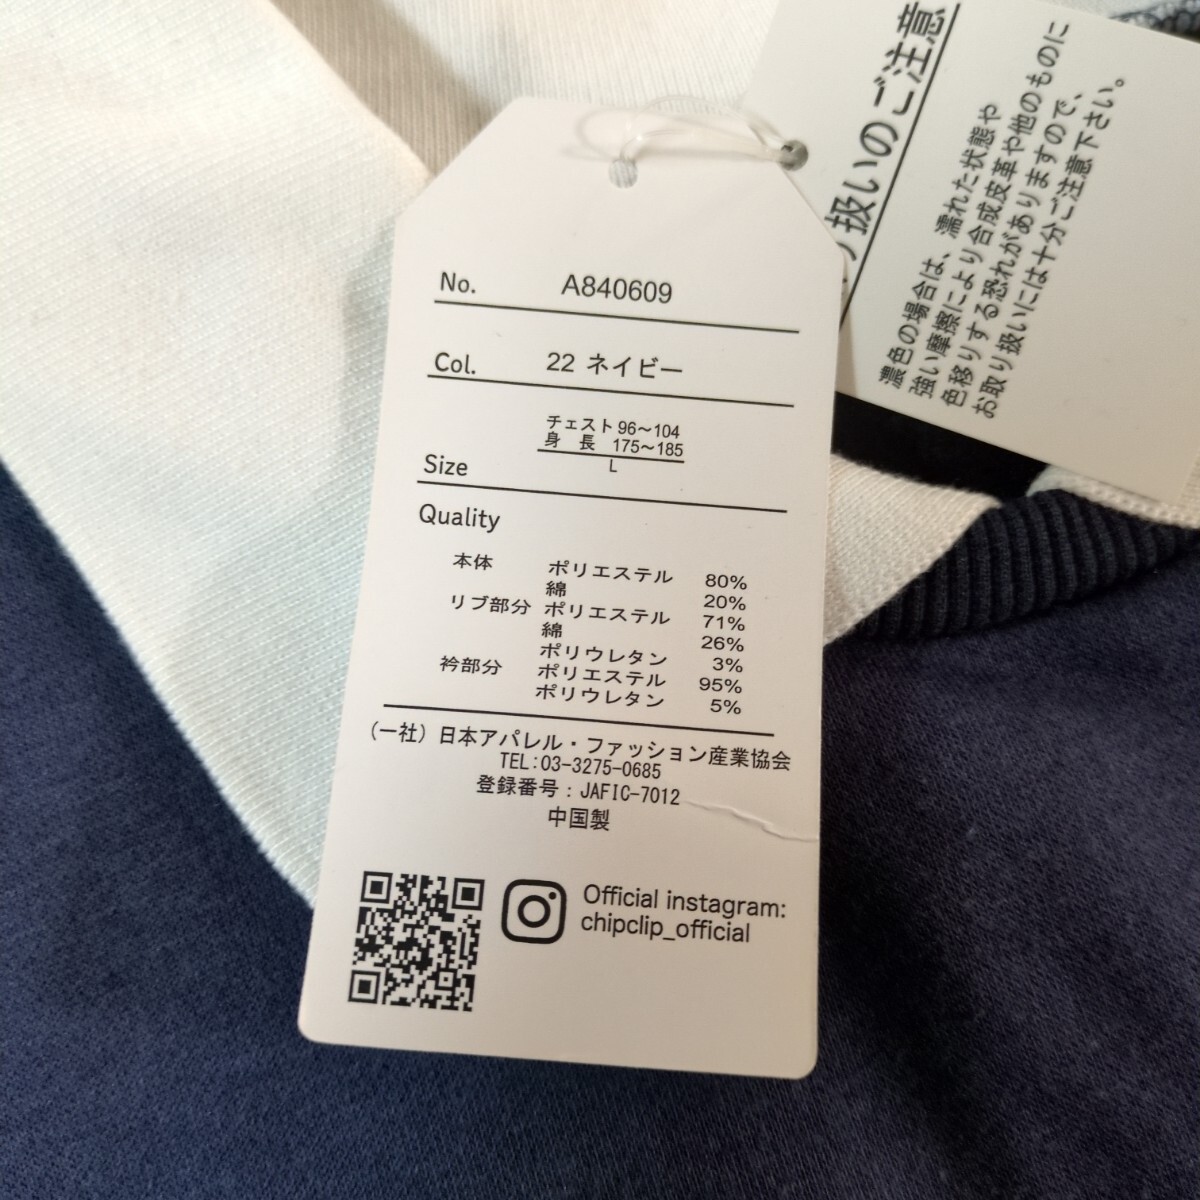 No. A840609
Col. 22 ネイビー
チェスト 96〜104
身 長 175〜185
Size L
Quality
本体 ポリエステル 80%
綿 20%
リブ部分 ポリエステル 71%
綿 26%
ポリウレタン 3%
衿部分 ポリエステル 95%
ポリウレタン 5%
(一社) 日本アパレル・ファッション産業協会
TEL:03-3275-0685
登録番号：JAFIC-7012
中国製
Official instagram:
chipclip_official
り扱いのご注意
濃色の場合は、濡れた状態や
強い摩擦により合成皮革や他のものに
色移りする恐れがありますので、
お取り扱いには十分ご注意下さい。